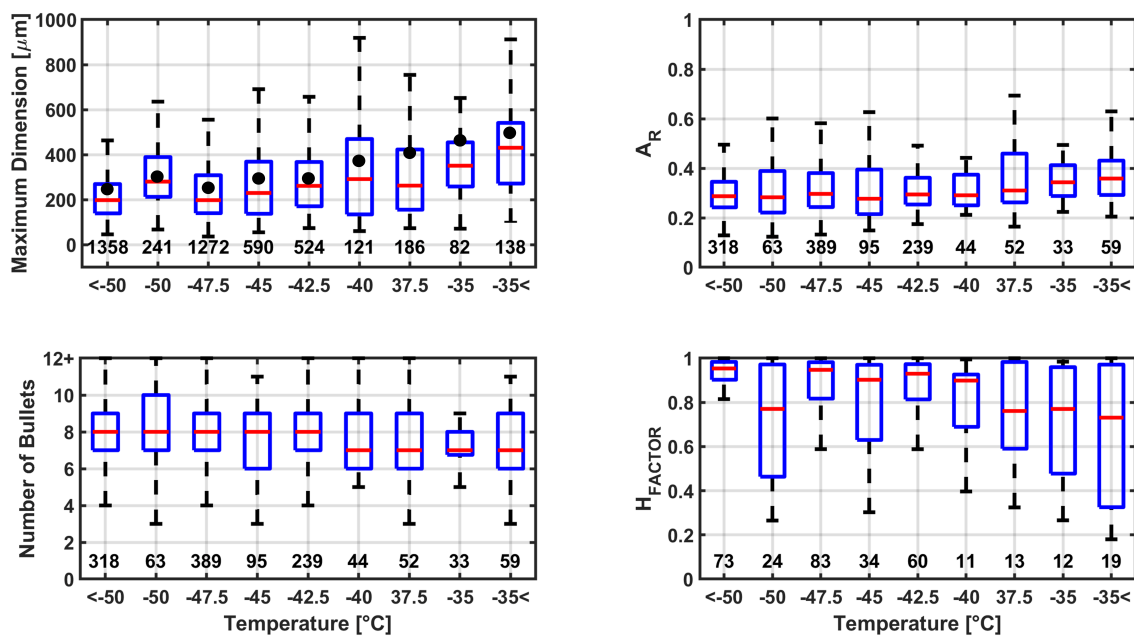 Maximum Dimension [μm]
1000
800
600
400
200
0
1358 241 1272 590 524 121 186 82 138
<-50 -50 -47.5 -45 -42.5 -40 37.5 -35 -35<
A_R
1
0.8
0.6
0.4
0.2
0
318 63 389 95 239 44 52 33 59
<-50 -50 -47.5 -45 -42.5 -40 37.5 -35 -35<
Number of Bullets
12+
10
8
6
4
2
0
318 63 389 95 239 44 52 33 59
<-50 -50 -47.5 -45 -42.5 -40 37.5 -35 -35<
Temperature [°C]
H_FACTOR
1
0.8
0.6
0.4
0.2
0
73 24 83 34 60 11 13 12 19
<-50 -50 -47.5 -45 -42.5 -40 37.5 -35 -35<
Temperature [°C]